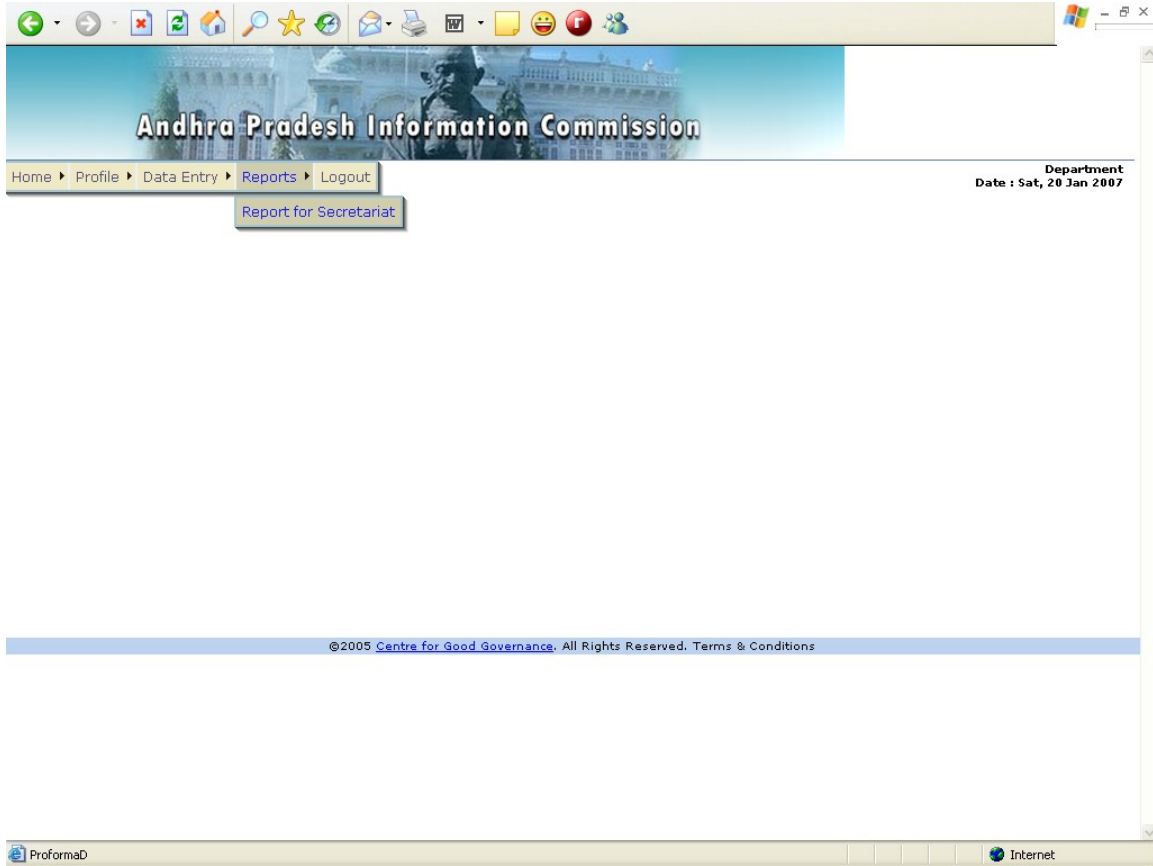 Andhra Pradesh Information Commission
Home Profile Data Entry Reports Logout
Department
Date : Sat, 20 Jan 2007
Report for Secretariat
©2005 Centre for Good Governance. All Rights Reserved. Terms & Conditions
ProformaD
Internet